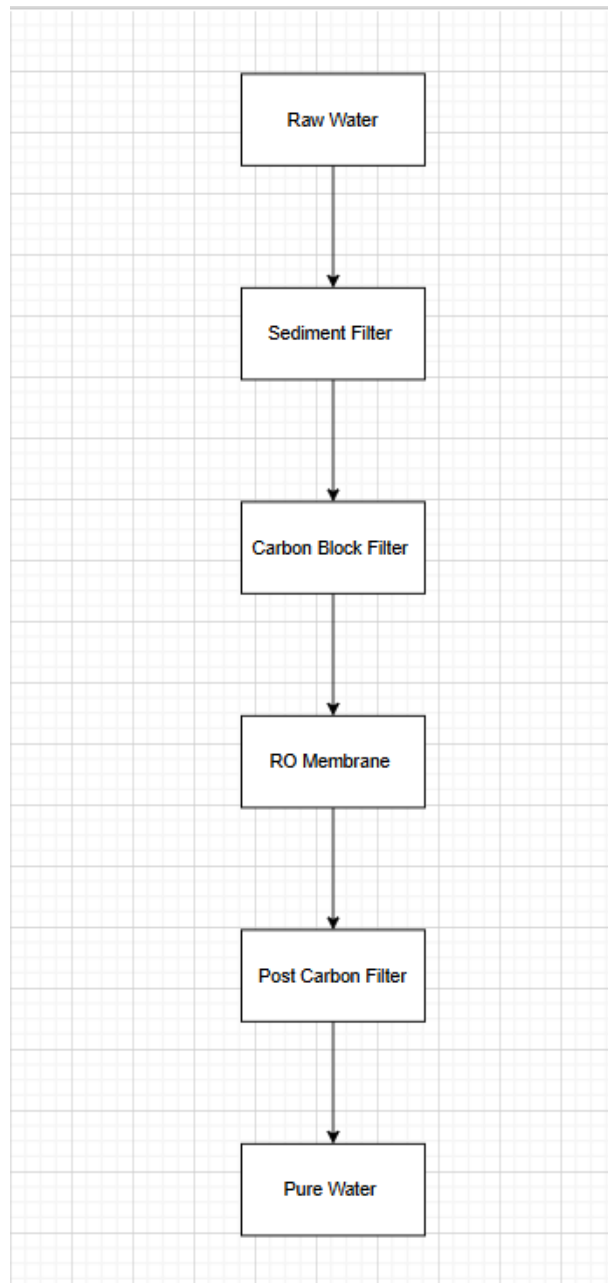 Raw Water
Sediment Filter
Carbon Block Filter
RO Membrane
Post Carbon Filter
Pure Water